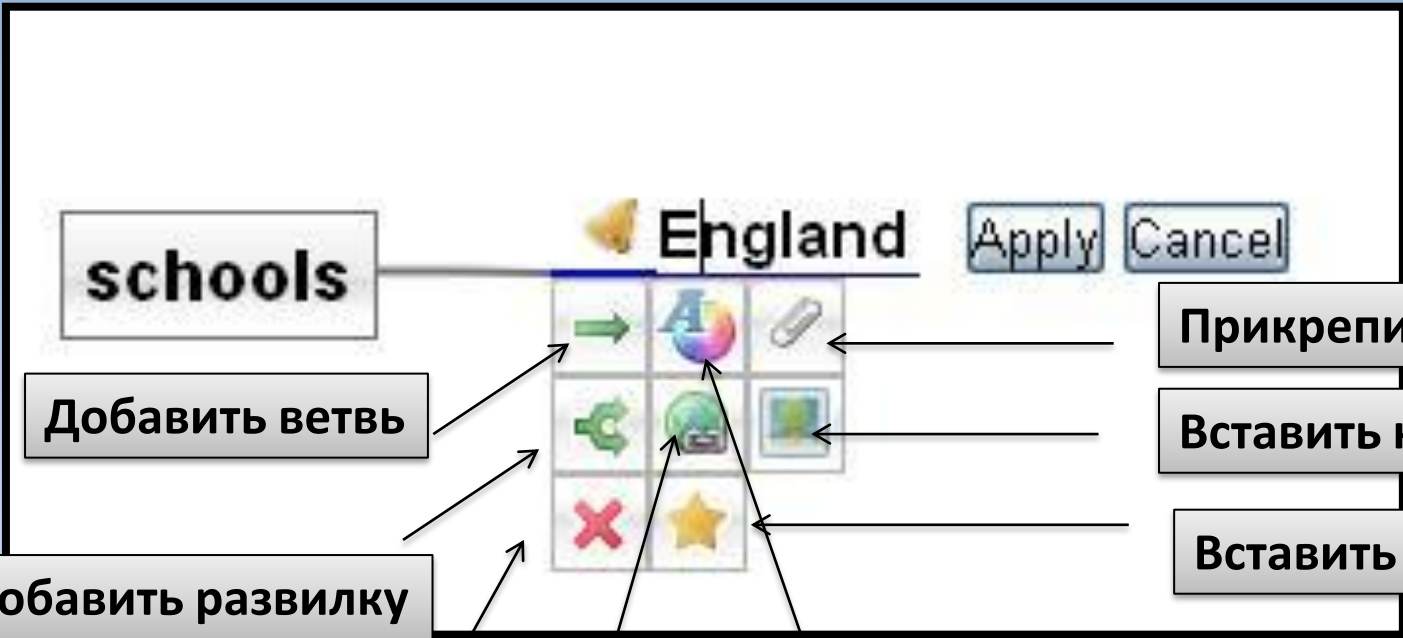 England
Apply
Cancel
schools
Добавить ветвь
обавить развилку
Прикрепи
Вставить
Вставить